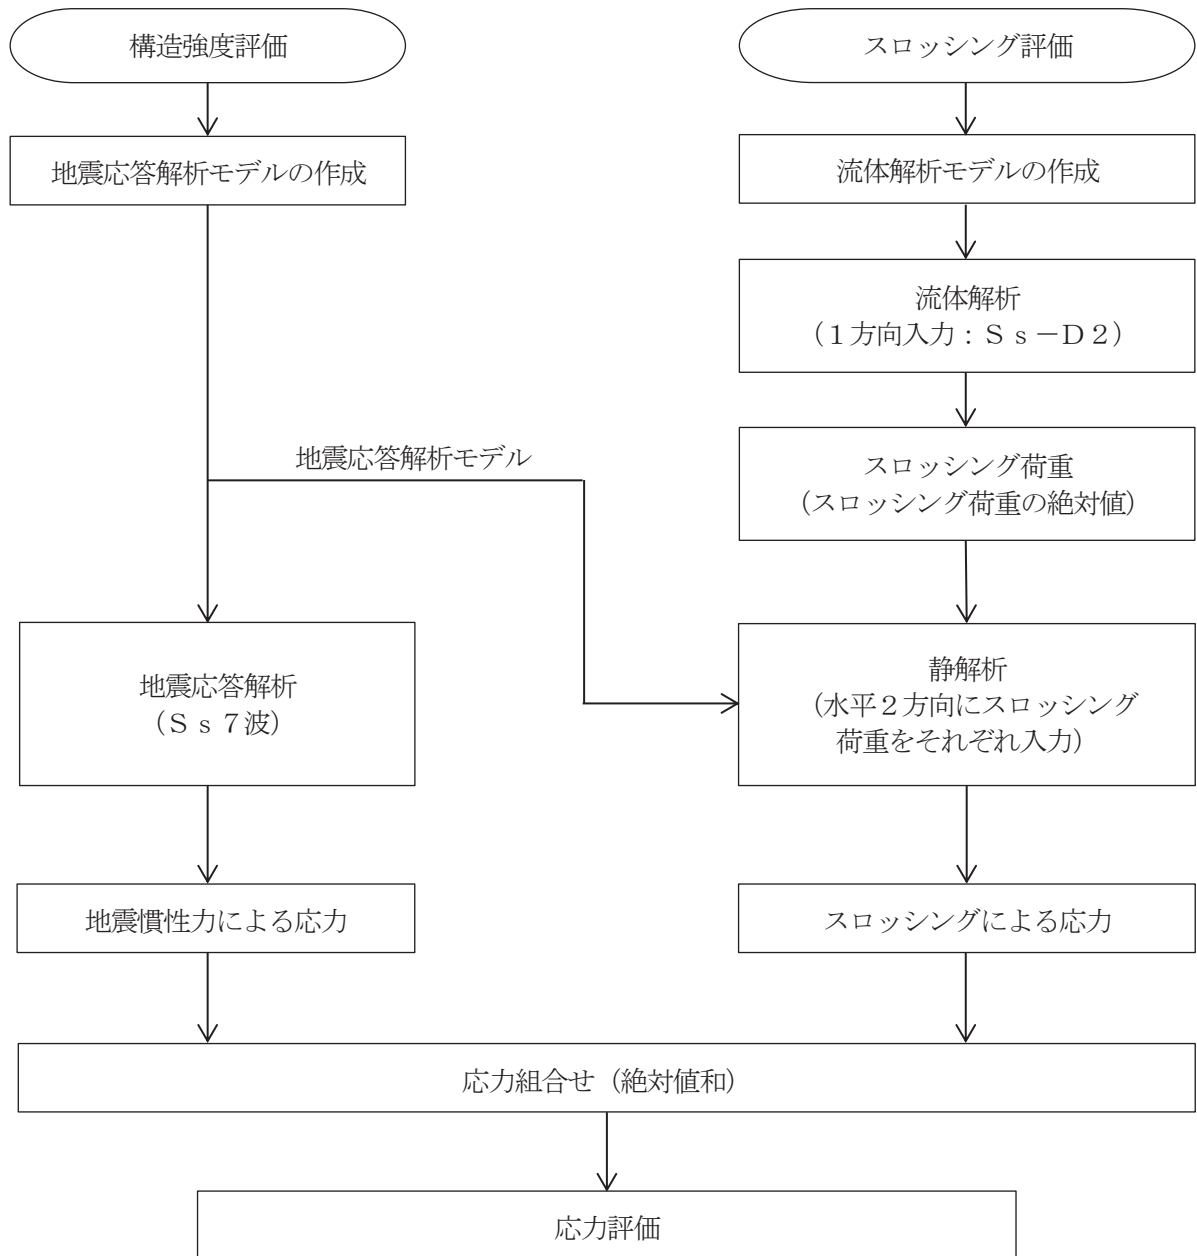 構造強度評価
地震応答解析モデルの作成
スロッシング評価
流体解析モデルの作成
流体解析
（１方向入力：Ｓｓ－Ｄ２）
スロッシング荷重
（スロッシング荷重の絶対値）
地震応答解析モデル
地震応答解析
（Ｓｓ７波）
静解析
（水平２方向にスロッシング
荷重をそれぞれ入力）
地震慣性力による応力
スロッシングによる応力
応力組合せ（絶対値和）
応力評価